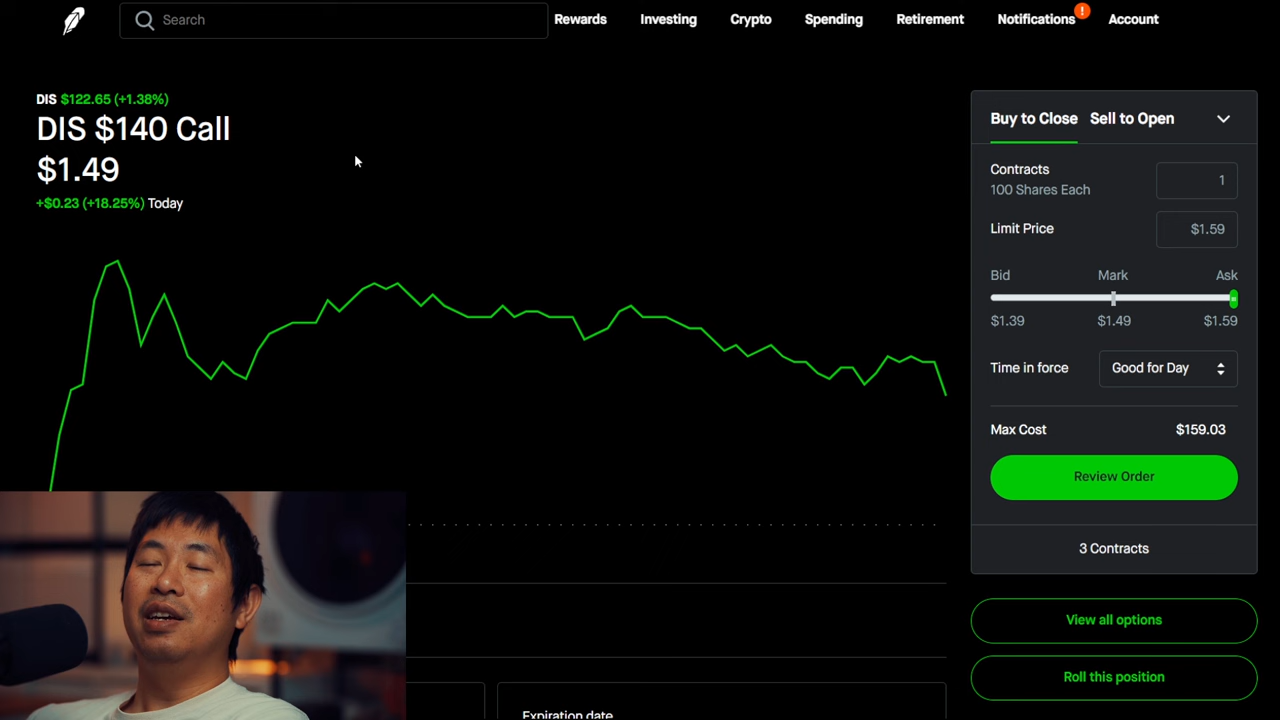 Search
Rewards
Investing
Crypto
Spending
Retirement
Notifications
!
Account
DIS $122.65 (+1.38%)
DIS $140 Call
$1.49
+$0.23 (+18.25%) Today
Buy to Close
Sell to Open
Contracts
1
100 Shares Each
Limit Price
$1.59
Bid
Mark
Ask
$1.39
$1.49
$1.59
Time in force
Good for Day
Max Cost
$159.03
Review Order
3 Contracts
View all options
Roll this position
Expiration date